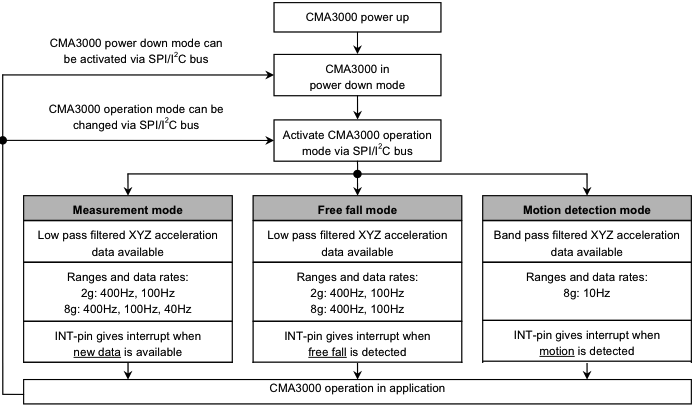 CMA3000 power up
CMA3000 power down mode can
be activated via SPI/I²C bus
CMA3000 in
power down mode
CMA3000 operation mode can be
changed via SPI/I²C bus
Activate CMA3000 operation
mode via SPI/I²C bus
Measurement mode
Low pass filtered XYZ acceleration
data available
Ranges and data rates:
2g: 400Hz, 100Hz
8g: 400Hz, 100Hz, 40Hz
INT-pin gives interrupt when
new data is available
Free fall mode
Low pass filtered XYZ acceleration
data available
Ranges and data rates:
2g: 400Hz, 100Hz
8g: 400Hz, 100Hz
INT-pin gives interrupt when
free fall is detected
Motion detection mode
Band pass filtered XYZ acceleration
data available
Ranges and data rates:
8g: 10Hz
INT-pin gives interrupt when
motion is detected
CMA3000 operation in application